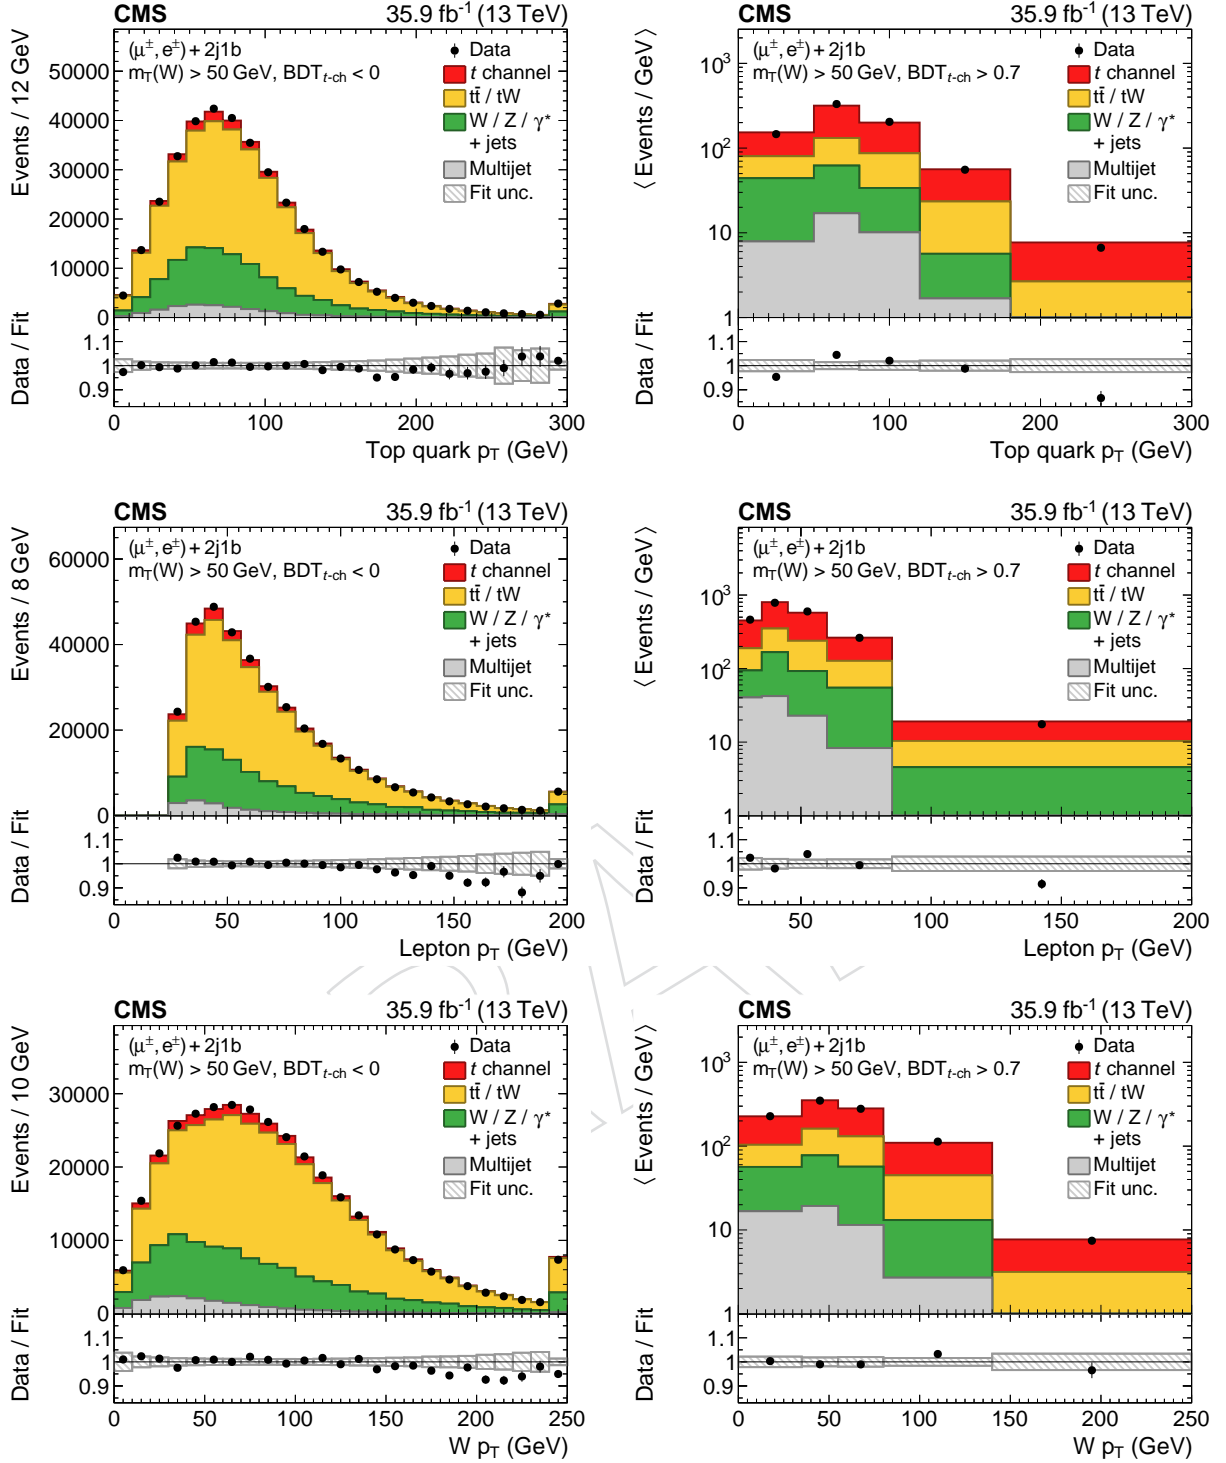 CMS 35.9 fb-1 (13 TeV)
Events / 12 GeV
(μ±, e±) + 2j1b
mT(W) > 50 GeV, BDTt-ch < 0
Data
t channel
tt̄ / tW
W / Z / γ*
+ jets
Multijet
Fit unc.
50000
40000
30000
20000
10000
0
Data / Fit
1.1
1
0.9
0 100 200 300
Top quark pT (GeV)
CMS 35.9 fb-1 (13 TeV)
⟨ Events / GeV ⟩
(μ±, e±) + 2j1b
mT(W) > 50 GeV, BDTt-ch > 0.7
Data
t channel
tt̄ / tW
W / Z / γ*
+ jets
Multijet
Fit unc.
10³
10²
10
1
Data / Fit
1.1
1
0.9
0 100 200 300
Top quark pT (GeV)
CMS 35.9 fb-1 (13 TeV)
Events / 8 GeV
(μ±, e±) + 2j1b
mT(W) > 50 GeV, BDTt-ch < 0
Data
t channel
tt̄ / tW
W / Z / γ*
+ jets
Multijet
Fit unc.
60000
40000
20000
0
Data / Fit
1.1
1
0.9
0 50 100 150 200
Lepton pT (GeV)
CMS 35.9 fb-1 (13 TeV)
⟨ Events / GeV ⟩
(μ±, e±) + 2j1b
mT(W) > 50 GeV, BDTt-ch > 0.7
Data
t channel
tt̄ / tW
W / Z / γ*
+ jets
Multijet
Fit unc.
10³
10²
10
1
Data / Fit
1.1
1
0.9
50 100 150 200
Lepton pT (GeV)
CMS 35.9 fb-1 (13 TeV)
Events / 10 GeV
(μ±, e±) + 2j1b
mT(W) > 50 GeV, BDTt-ch < 0
Data
t channel
tt̄ / tW
W / Z / γ*
+ jets
Multijet
Fit unc.
30000
20000
10000
0
Data / Fit
1.1
1
0.9
0 50 100 150 200 250
W pT (GeV)
CMS 35.9 fb-1 (13 TeV)
⟨ Events / GeV ⟩
(μ±, e±) + 2j1b
mT(W) > 50 GeV, BDTt-ch > 0.7
Data
t channel
tt̄ / tW
W / Z / γ*
+ jets
Multijet
Fit unc.
10³
10²
10
1
Data / Fit
1.1
1
0.9
0 50 100 150 200 250
W pT (GeV)